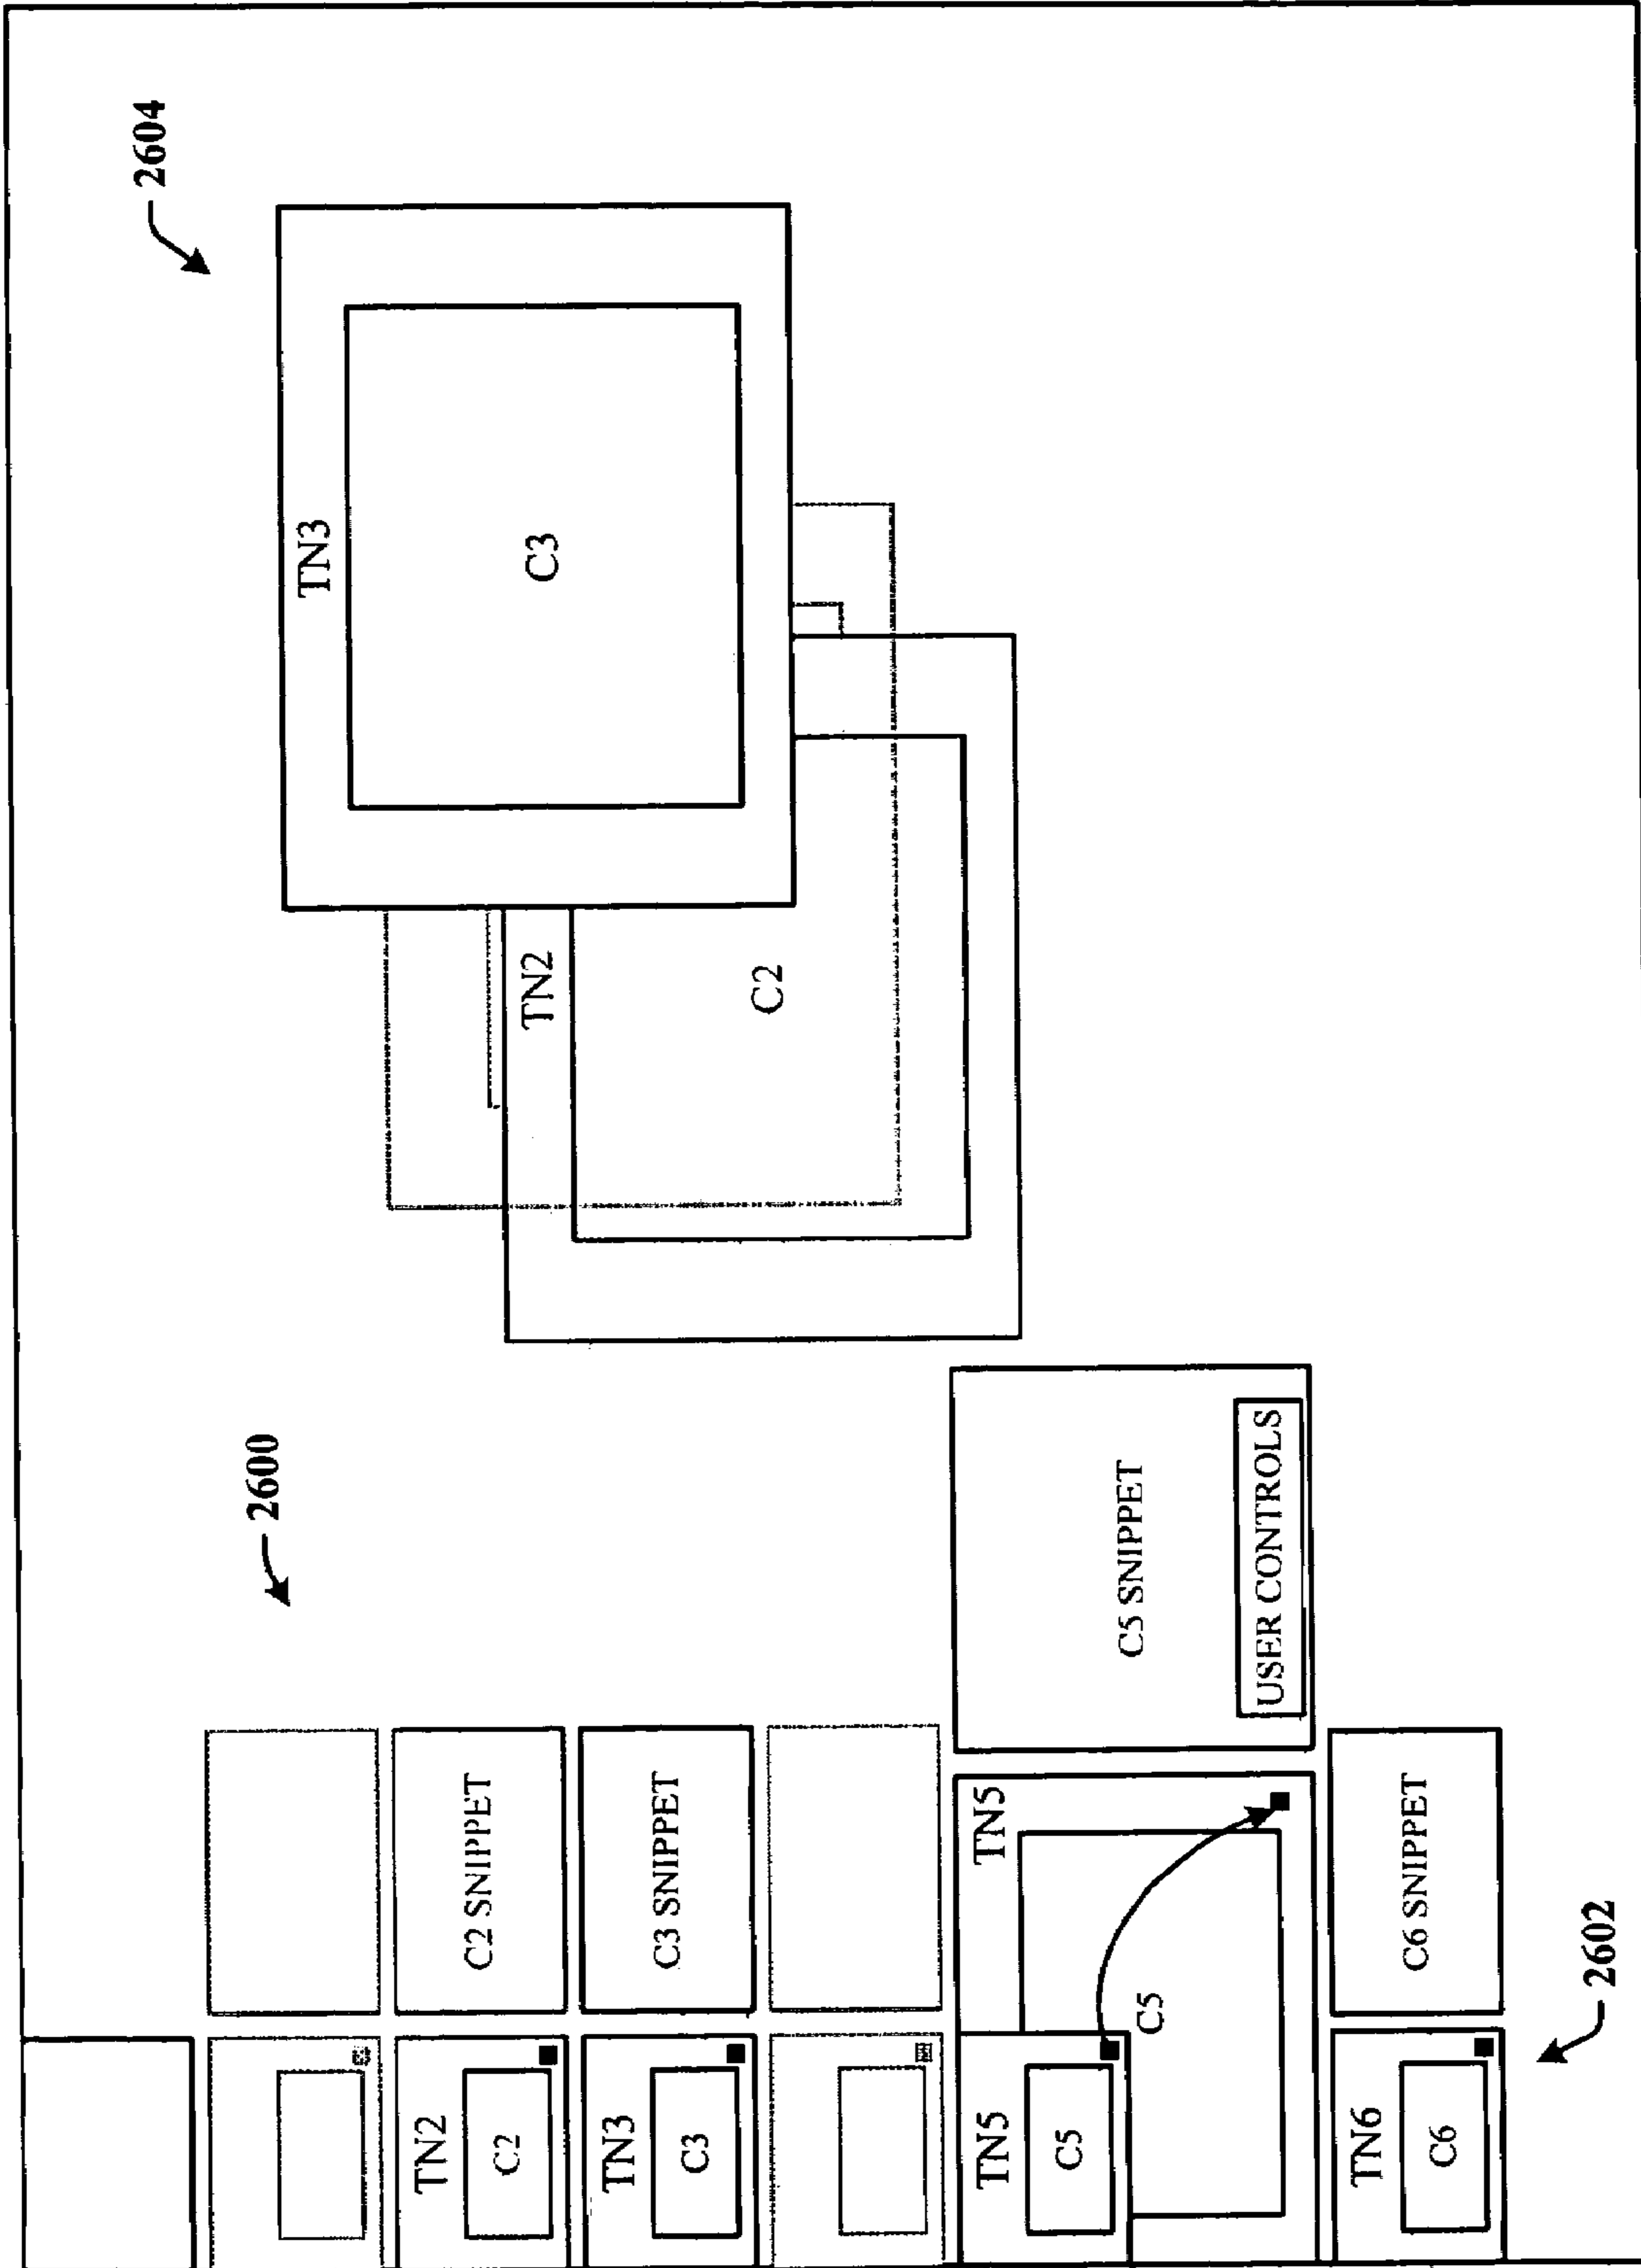 2604
2600
TN3
TN2
C2 SNIPPET
C2
TN2
C3
TN3
C3 SNIPPET
C3
C2
TN5
TN5
C5
C5 SNIPPET
C5
USER CONTROLS
TN6
C6 SNIPPET
C6
2602